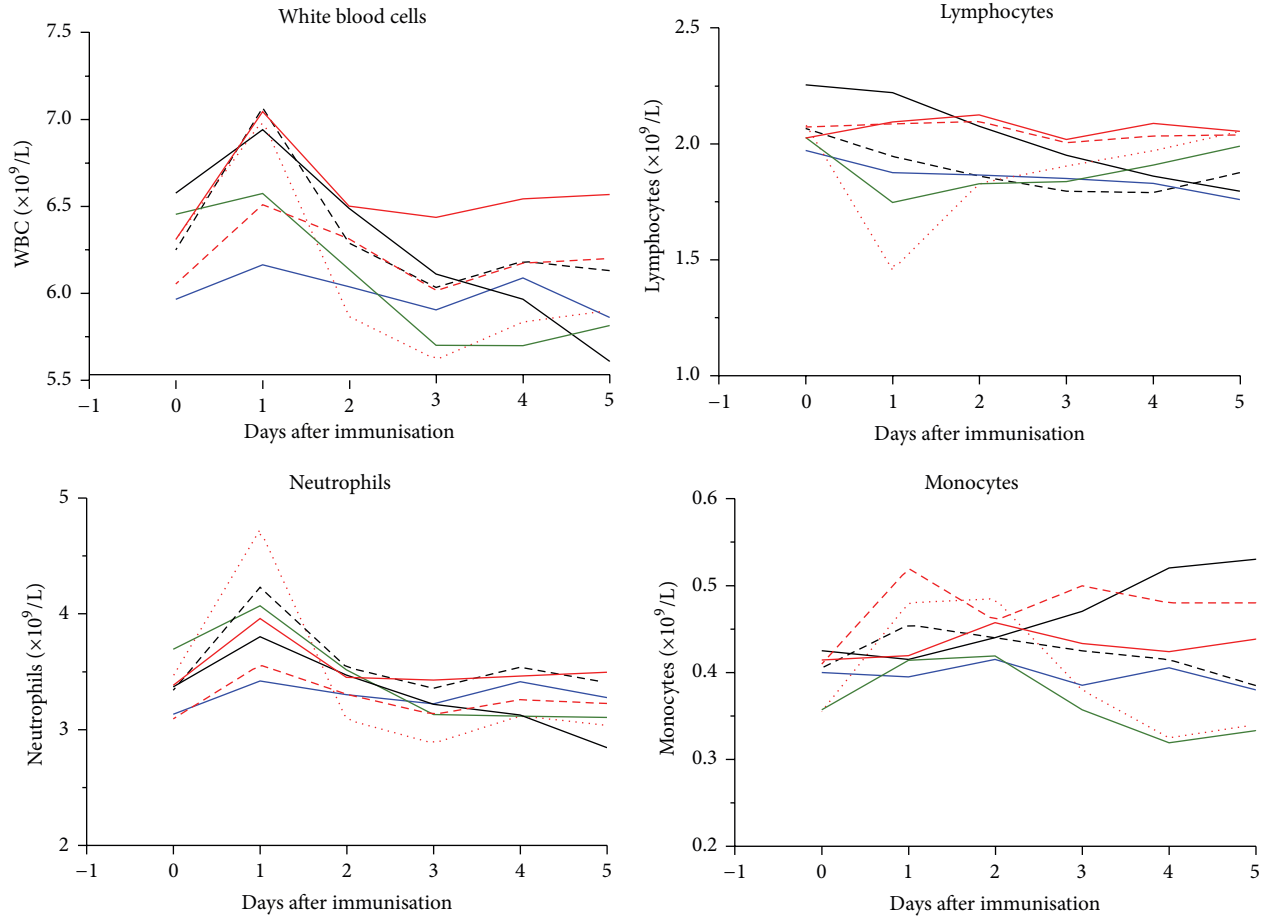 White blood cells
7.5
7.0
6.5
6.0
5.5
WBC (×10⁹/L)
−1 0 1 2 3 4 5
Days after immunisation
Lymphocytes
2.5
2.0
1.5
1.0
Lymphocytes (×10⁹/L)
−1 0 1 2 3 4 5
Days after immunisation
Neutrophils
5
4
3
2
Neutrophils (×10⁹/L)
−1 0 1 2 3 4 5
Days after immunisation
Monocytes
0.6
0.5
0.4
0.3
0.2
Monocytes (×10⁹/L)
−1 0 1 2 3 4 5
Days after immunisation